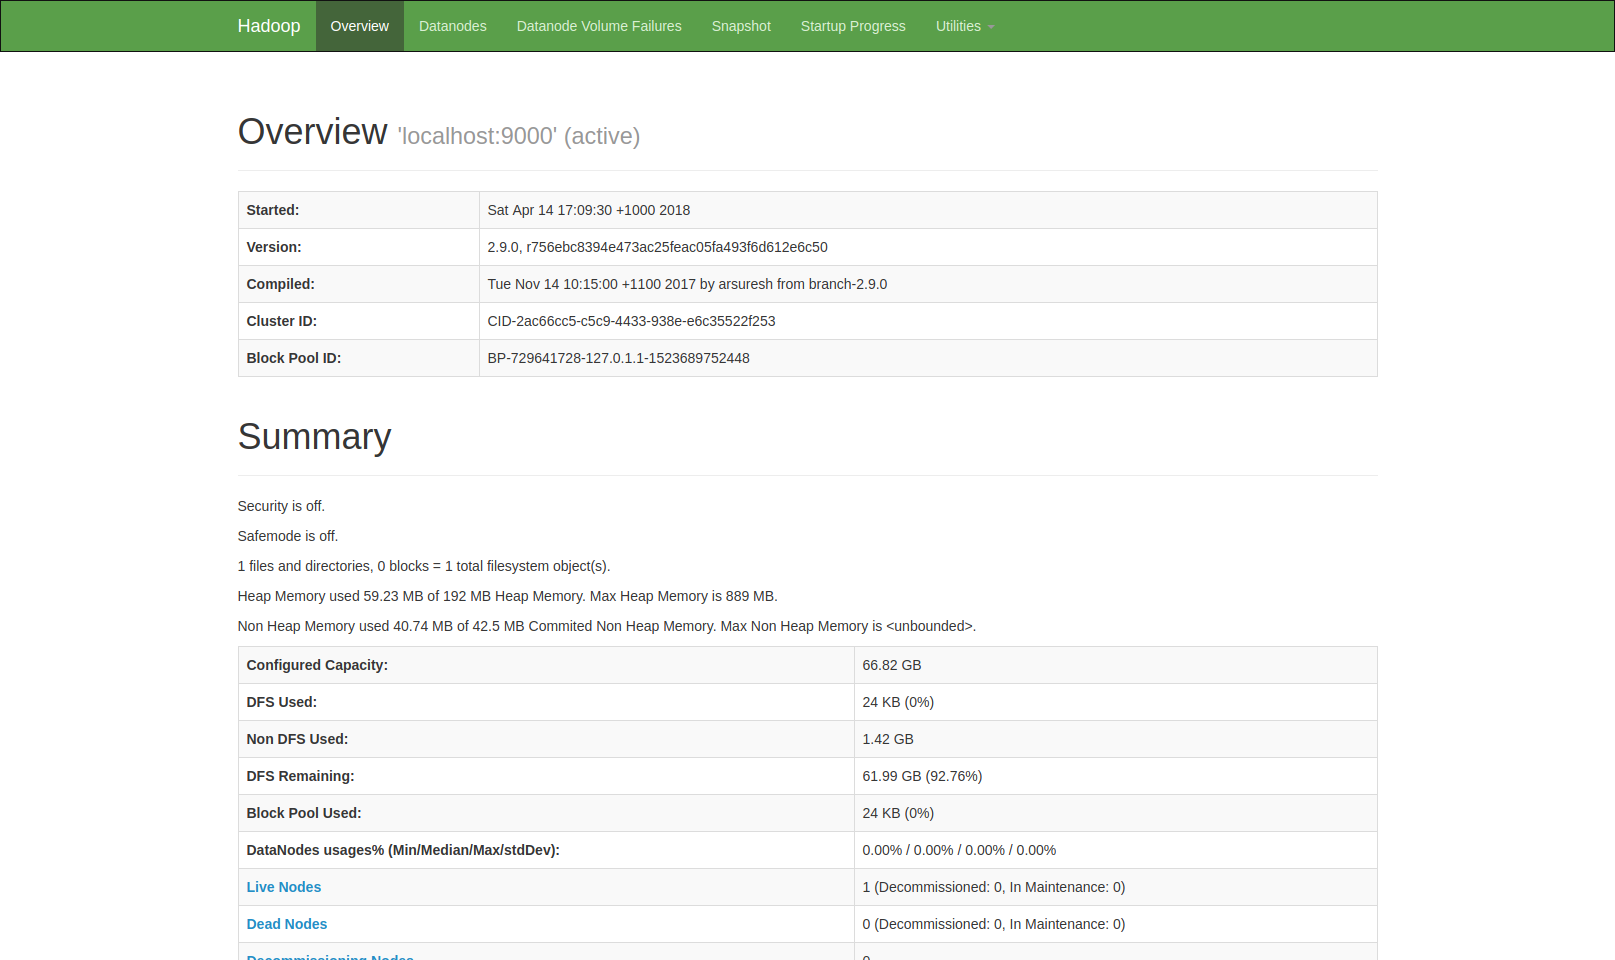 Hadoop Overview Datanodes Datanode Volume Failures Snapshot Startup Progress Utilities
Overview 'localhost:9000' (active)
Started: Sat Apr 14 17:09:30 +1000 2018
Version: 2.9.0, r756ebc8394e473ac25feac05fa493f6d612e6c50
Compiled: Tue Nov 14 10:15:00 +1100 2017 by arsuresh from branch-2.9.0
Cluster ID: CID-2ac66cc5-c5c9-4433-938e-e6c35522f253
Block Pool ID: BP-729641728-127.0.1.1-1523689752448
Summary
Security is off.
Safemode is off.
1 files and directories, 0 blocks = 1 total filesystem object(s).
Heap Memory used 59.23 MB of 192 MB Heap Memory. Max Heap Memory is 889 MB.
Non Heap Memory used 40.74 MB of 42.5 MB Commited Non Heap Memory. Max Non Heap Memory is <unbounded>.
Configured Capacity: 66.82 GB
DFS Used: 24 KB (0%)
Non DFS Used: 1.42 GB
DFS Remaining: 61.99 GB (92.76%)
Block Pool Used: 24 KB (0%)
DataNodes usages% (Min/Median/Max/stdDev): 0.00% / 0.00% / 0.00% / 0.00%
Live Nodes 1 (Decommissioned: 0, In Maintenance: 0)
Dead Nodes 0 (Decommissioned: 0, In Maintenance: 0)
Decommissioning Nodes 0